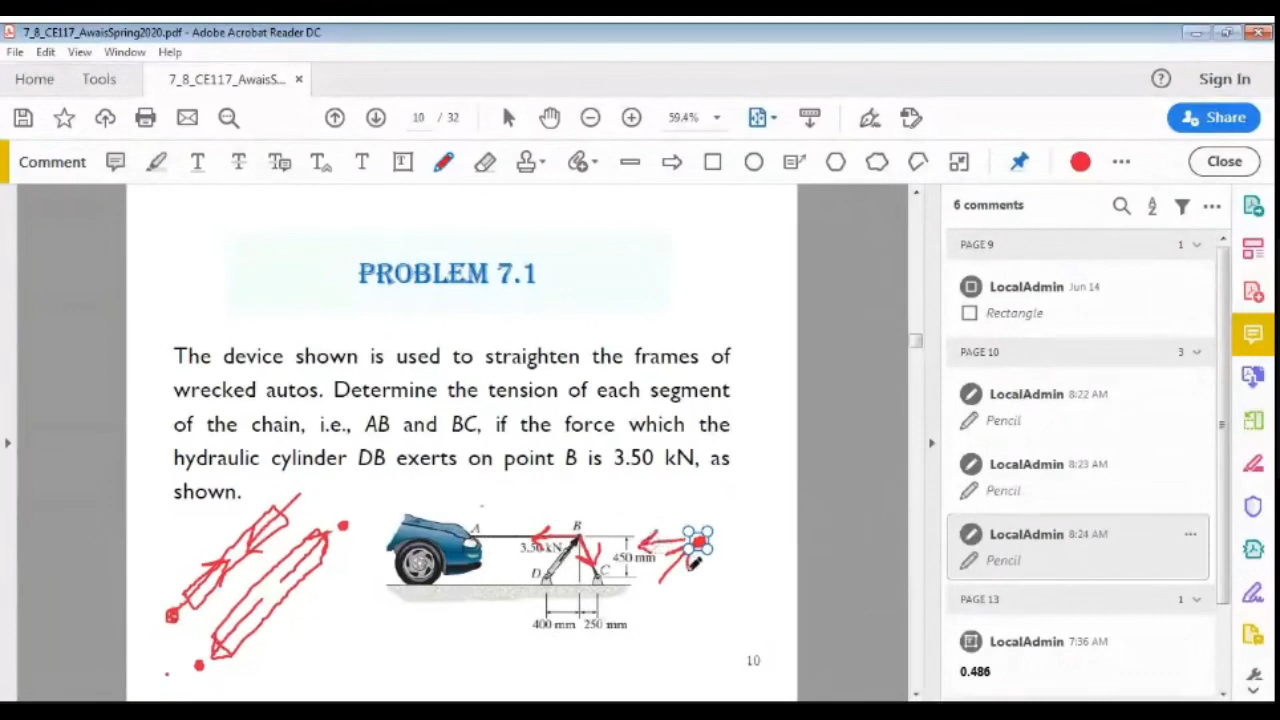 7_8_CE117_AwaisSpring2020.pdf - Adobe Acrobat Reader DC
File Edit View Window Help
Home Tools 7_8_CE117_AwaisS... × Sign In
10 / 32 59.4% Share
Comment Close
PROBLEM 7.1
The device shown is used to straighten the frames of
wrecked autos. Determine the tension of each segment
of the chain, i.e., AB and BC, if the force which the
hydraulic cylinder DB exerts on point B is 3.50 kN, as
shown.
A B
3.50 kN 450 mm
D C
400 mm 250 mm
10
6 comments
PAGE 9 1
LocalAdmin Jun 14
Rectangle
PAGE 10 3
LocalAdmin 8:22 AM
Pencil
LocalAdmin 8:23 AM
Pencil
LocalAdmin 8:24 AM
Pencil
PAGE 13 1
LocalAdmin 7:36 AM
0.486